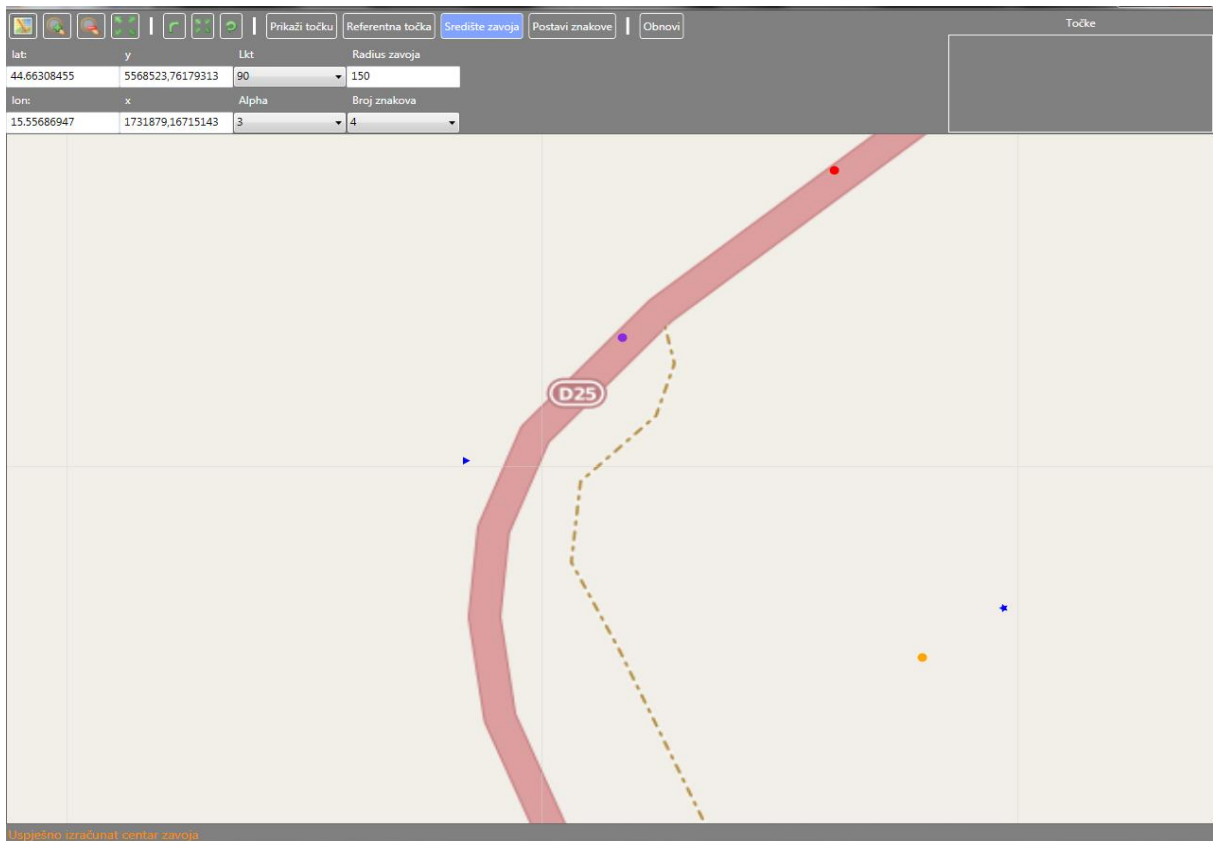 Prikaži točku Referentna točka Središte zavoja Postavi znakove Obnovi Točke
lat: y Lkt Radius zavoja
44.66308455 5568523,76179313 90 150
lon: x Alpha Broj znakova
15.55686947 1731879,16715143 3 4
D25
Uspješno izračunat centar zavoja